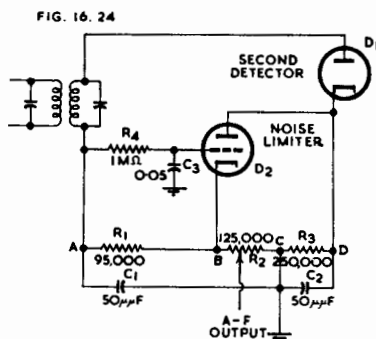 FIG. 16.24
D1
SECOND
DETECTOR
NOISE
LIMITER
R4
1MΩ
C3
0·05
D2
A
R1
95,000
B
125,000
R2
C
R3
250,000
D
C1
50μμF
C2
50μμF
A-F
OUTPUT